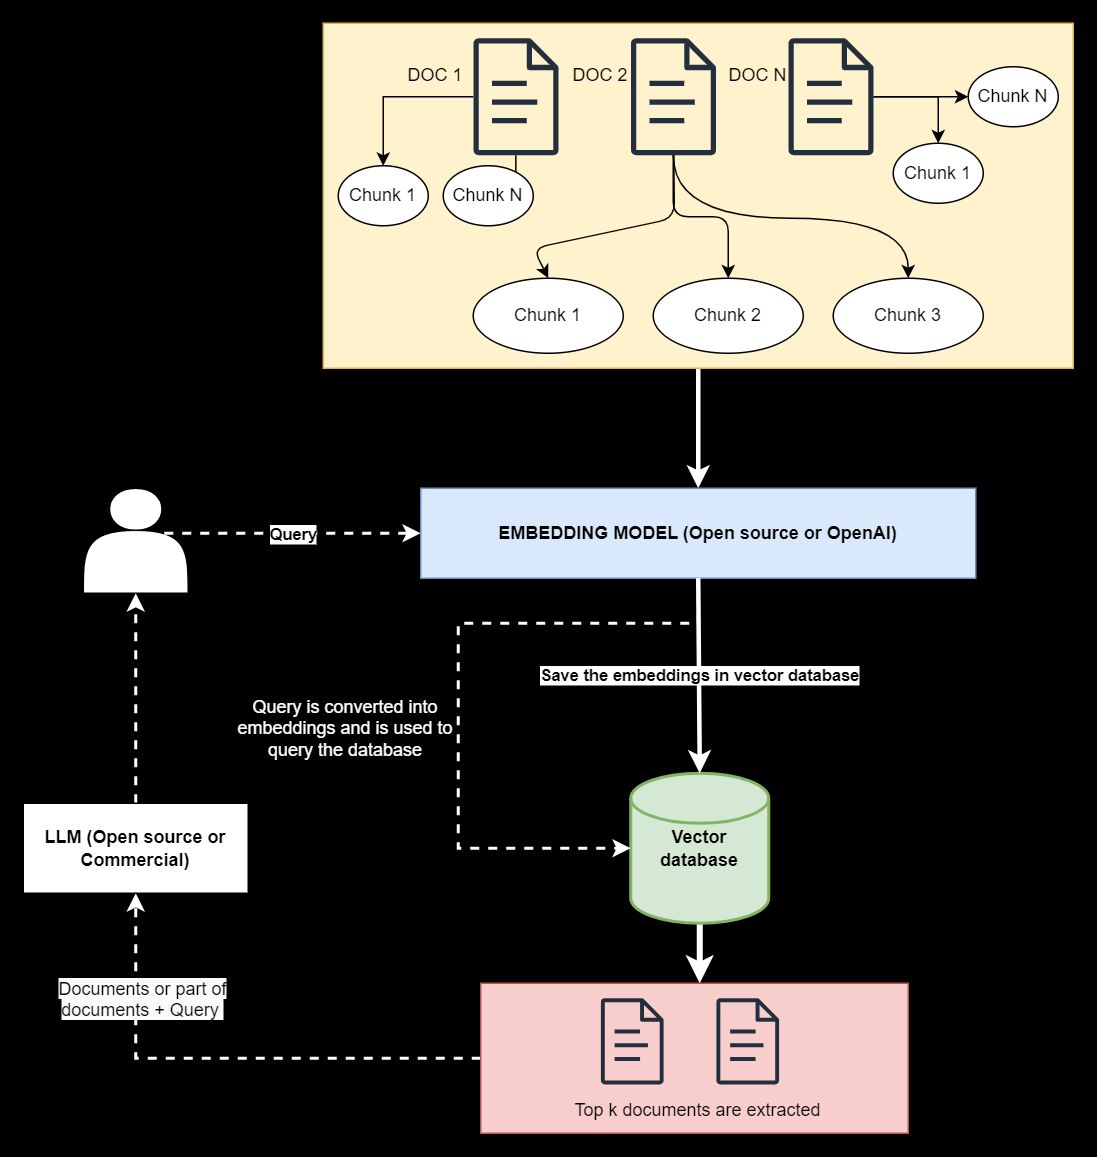 DOC 1
DOC 2
DOC N
Chunk N
Chunk 1
Chunk 1
Chunk N
Chunk 1
Chunk 2
Chunk 3
Query
EMBEDDING MODEL (Open source or OpenAI)
Save the embeddings in vector database
Query is converted into
embeddings and is used to
query the database
Vector
database
LLM (Open source or
Commercial)
Documents or part of
documents + Query
Top k documents are extracted